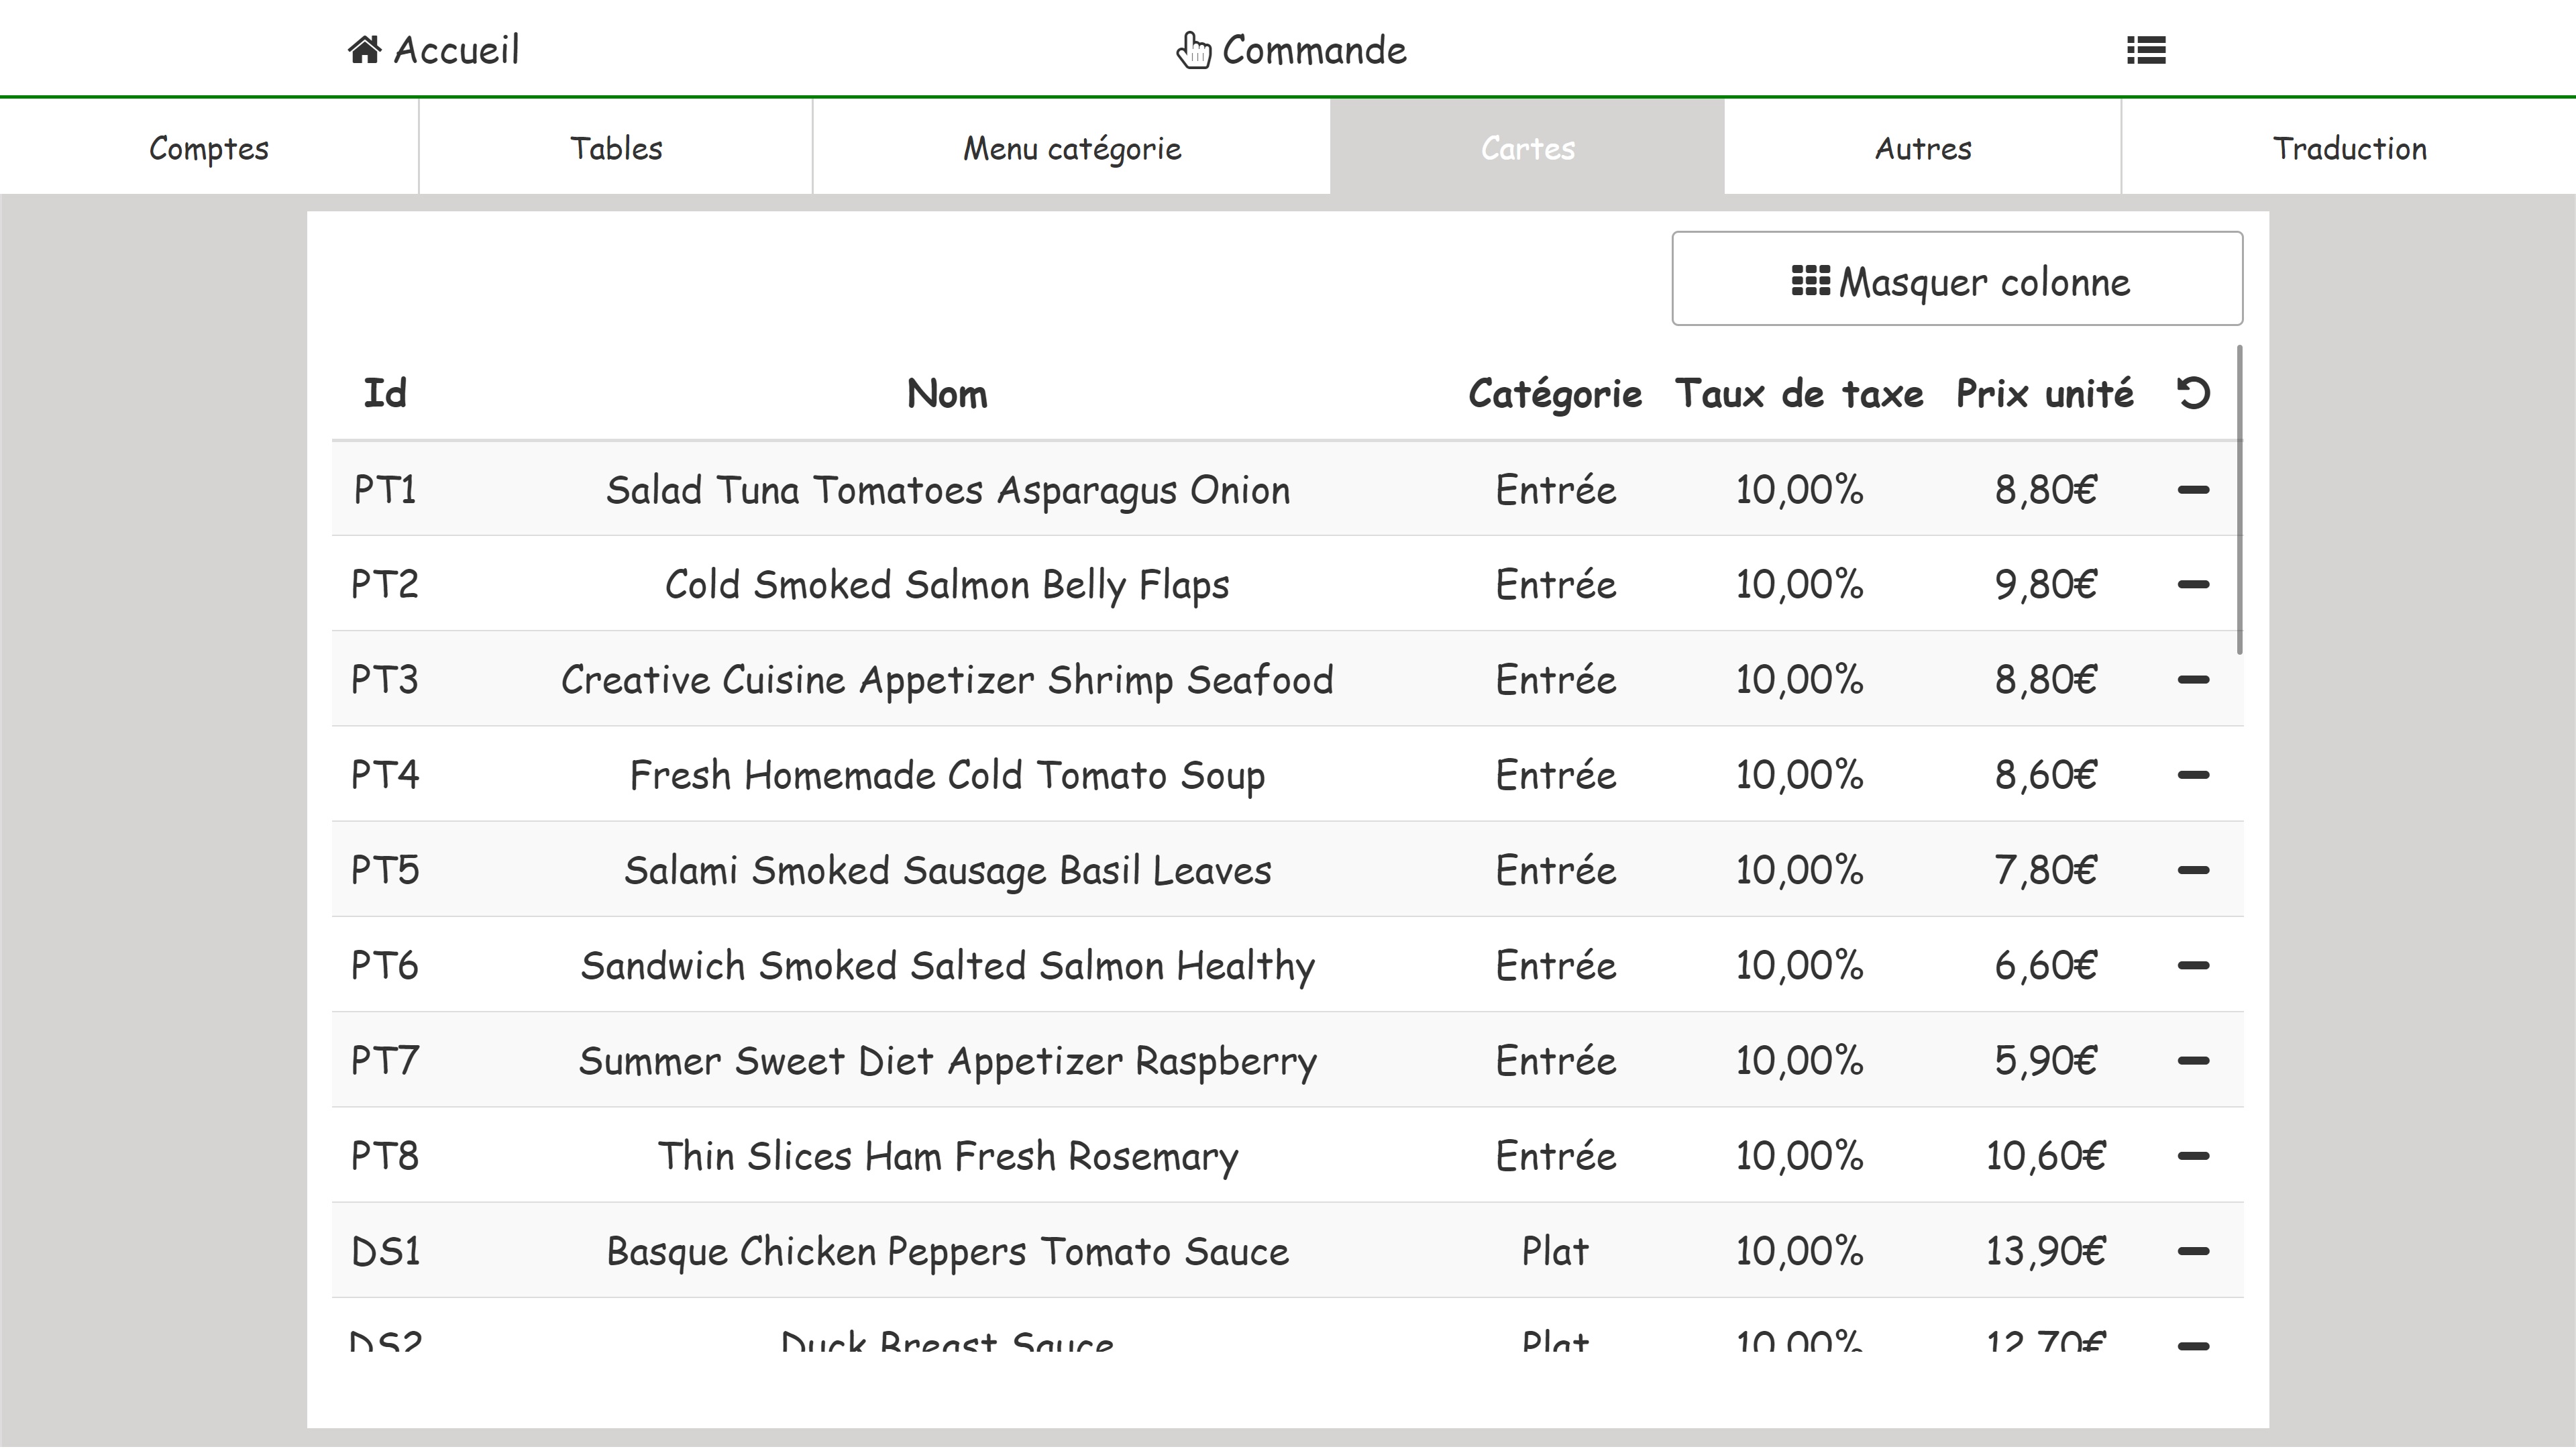 Accueil
Commande
Comptes
Tables
Menu catégorie
Cartes
Autres
Traduction
Masquer colonne
Id Nom Catégorie Taux de taxe Prix unité
PT1 Salad Tuna Tomatoes Asparagus Onion Entrée 10,00% 8,80€
PT2 Cold Smoked Salmon Belly Flaps Entrée 10,00% 9,80€
PT3 Creative Cuisine Appetizer Shrimp Seafood Entrée 10,00% 8,80€
PT4 Fresh Homemade Cold Tomato Soup Entrée 10,00% 8,60€
PT5 Salami Smoked Sausage Basil Leaves Entrée 10,00% 7,80€
PT6 Sandwich Smoked Salted Salmon Healthy Entrée 10,00% 6,60€
PT7 Summer Sweet Diet Appetizer Raspberry Entrée 10,00% 5,90€
PT8 Thin Slices Ham Fresh Rosemary Entrée 10,00% 10,60€
DS1 Basque Chicken Peppers Tomato Sauce Plat 10,00% 13,90€
DS2 Duck Breast Sauce Plat 10,00% 12,70€